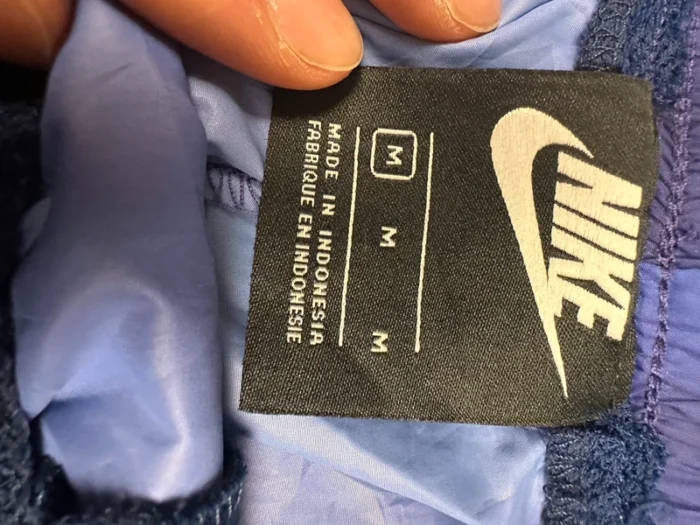 NIKE
M M M
MADE IN INDONESIA
FABRIQUE EN INDONESIE